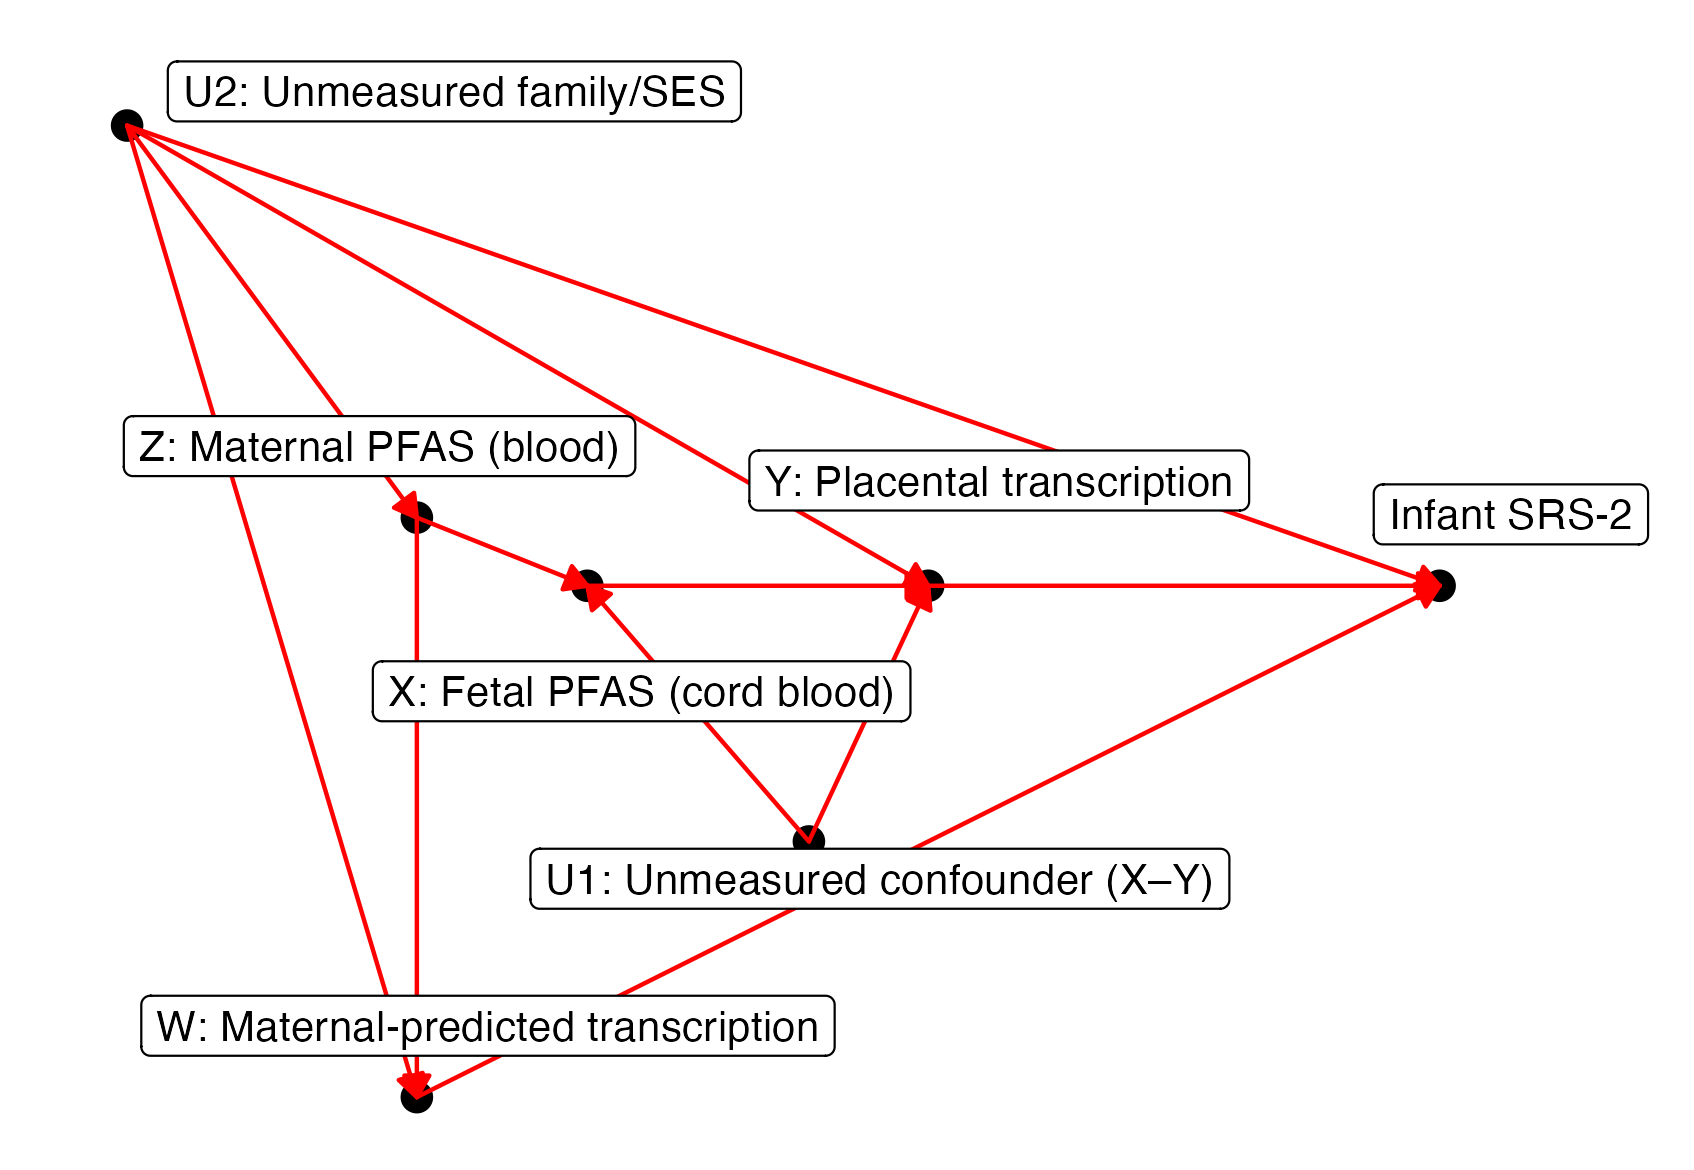 U2: Unmeasured family/SES
Z: Maternal PFAS (blood)
Y: Placental transcription
Infant SRS-2
X: Fetal PFAS (cord blood)
U1: Unmeasured confounder (X–Y)
W: Maternal-predicted transcription